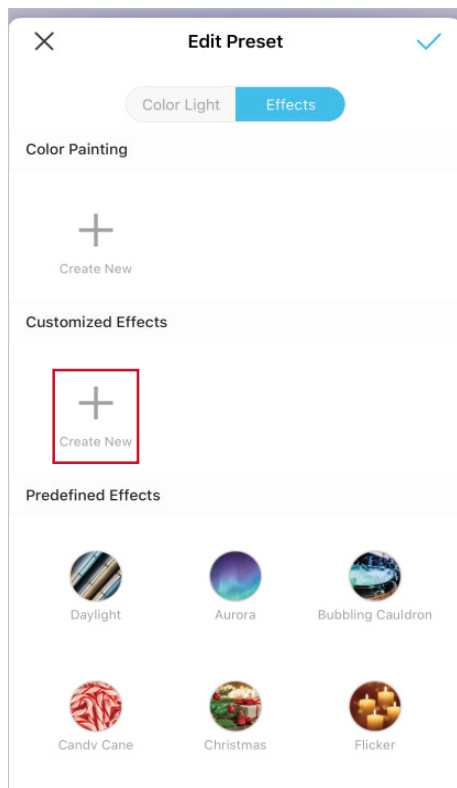 Edit Preset
Color Light Effects
Color Painting
Create New
Customized Effects
Create New
Predefined Effects
Daylight Aurora Bubbling Cauldron
Candy Cane Christmas Flicker